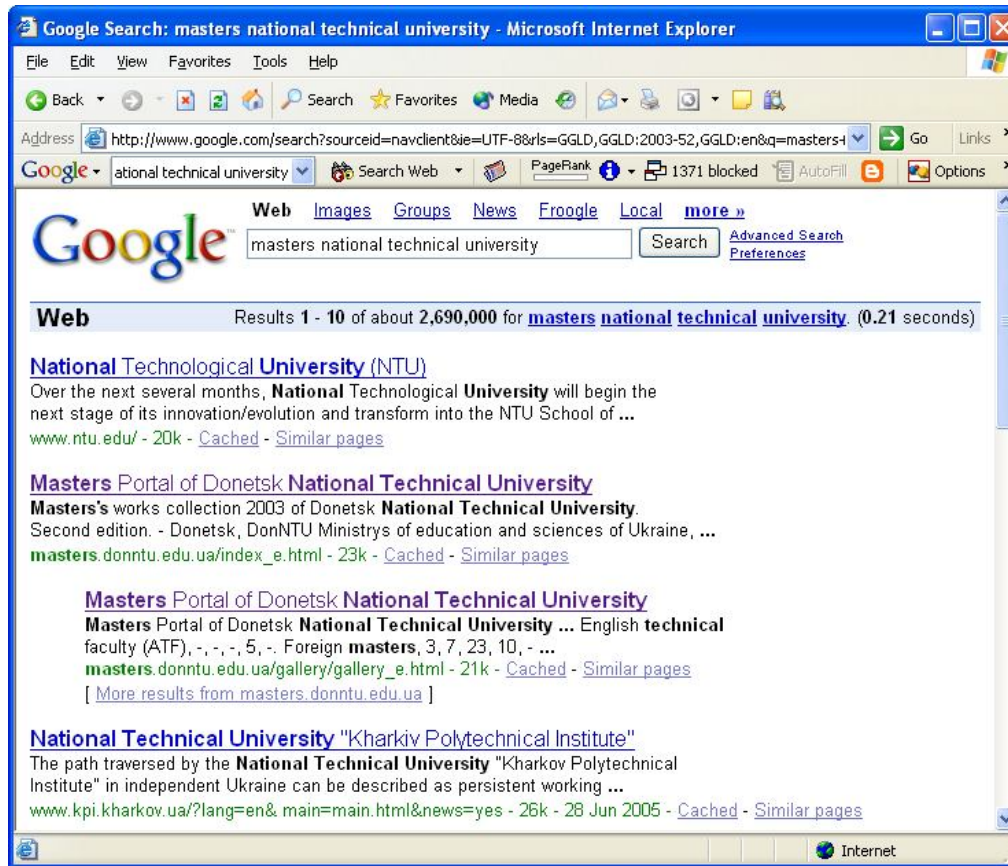 Google Search: masters national technical university - Microsoft Internet Explorer
File Edit View Favorites Tools Help
Back Search Favorites Media
Address http://www.google.com/search?sourceid=navclient&ie=UTF-8&rls=GGLD,GGLD:2003-52,GGLD:en&q=masters+ Go Links »
Google ational technical university Search Web PageRank 1371 blocked AutoFill Options »
Web Images Groups News Froogle Local more »
Google™ masters national technical university Search Advanced Search
Preferences
Web Results 1 - 10 of about 2,690,000 for masters national technical university. (0.21 seconds)
National Technological University (NTU)
Over the next several months, National Technological University will begin the
next stage of its innovation/evolution and transform into the NTU School of ...
www.ntu.edu/ - 20k - Cached - Similar pages
Masters Portal of Donetsk National Technical University
Masters's works collection 2003 of Donetsk National Technical University.
Second edition. - Donetsk, DonNTU Ministrys of education and sciences of Ukraine, ...
masters.donntu.edu.ua/index_e.html - 23k - Cached - Similar pages
Masters Portal of Donetsk National Technical University
Masters Portal of Donetsk National Technical University ... English technical
faculty (ATF), -, -, -, 5, -. Foreign masters, 3, 7, 23, 10, - ...
masters.donntu.edu.ua/gallery/gallery_e.html - 21k - Cached - Similar pages
[ More results from masters.donntu.edu.ua ]
National Technical University "Kharkiv Polytechnical Institute"
The path traversed by the National Technical University "Kharkov Polytechnical
Institute" in independent Ukraine can be described as persistent working ...
www.kpi.kharkov.ua/?lang=en& main=main.html&news=yes - 26k - 28 Jun 2005 - Cached - Similar pages
Internet